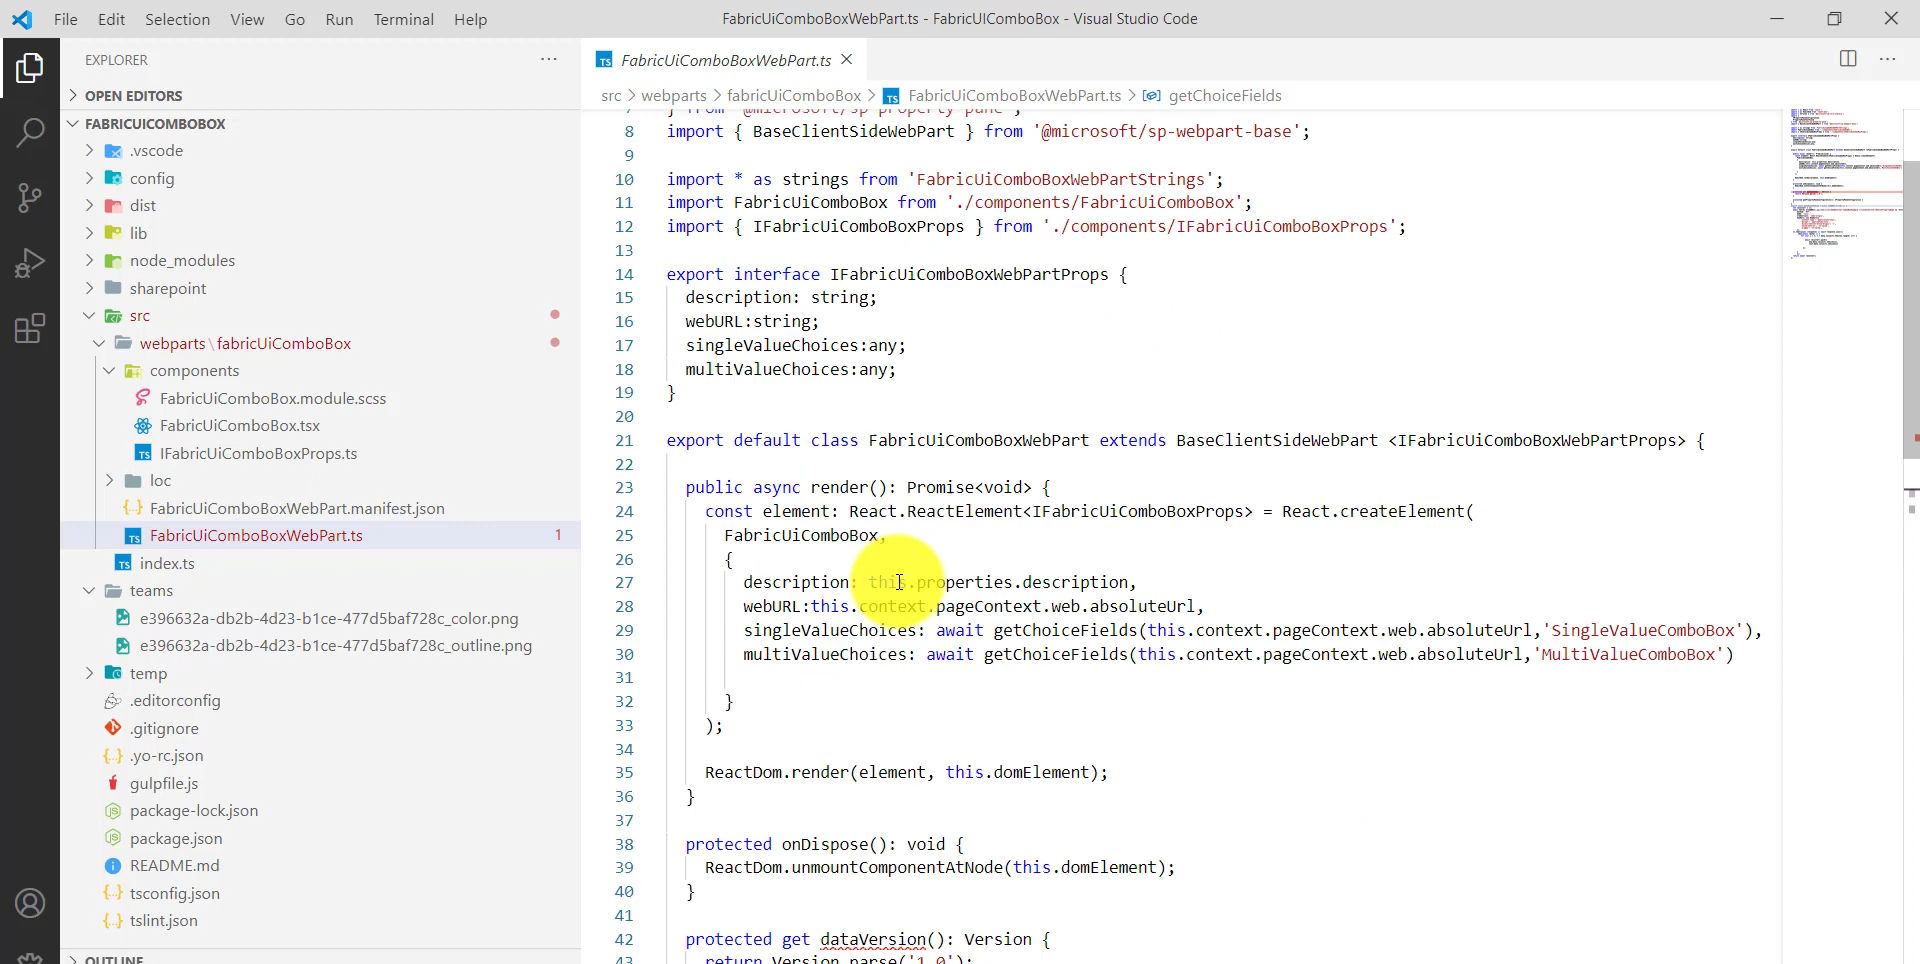 File Edit Selection View Go Run Terminal Help
FabricUiComboBoxWebPart.ts - FabricUIComboBox - Visual Studio Code
EXPLORER
OPEN EDITORS
FABRICUICOMBOBOX
.vscode
config
dist
lib
node_modules
sharepoint
src
webparts\fabricUiComboBox
components
FabricUiComboBox.module.scss
FabricUiComboBox.tsx
IFabricUiComboBoxProps.ts
loc
FabricUiComboBoxWebPart.manifest.json
FabricUiComboBoxWebPart.ts 1
index.ts
teams
e396632a-db2b-4d23-b1ce-477d5baf728c_color.png
e396632a-db2b-4d23-b1ce-477d5baf728c_outline.png
temp
.editorconfig
.gitignore
.yo-rc.json
gulpfile.js
package-lock.json
package.json
README.md
tsconfig.json
tslint.json
OUTLINE
FabricUiComboBoxWebPart.ts
src > webparts > fabricUiComboBox > FabricUiComboBoxWebPart.ts > getChoiceFields
} from '@microsoft/sp-property-pane';
8 import { BaseClientSideWebPart } from '@microsoft/sp-webpart-base';
9
10 import * as strings from 'FabricUiComboBoxWebPartStrings';
11 import FabricUiComboBox from './components/FabricUiComboBox';
12 import { IFabricUiComboBoxProps } from './components/IFabricUiComboBoxProps';
13
14 export interface IFabricUiComboBoxWebPartProps {
15 description: string;
16 webURL:string;
17 singleValueChoices:any;
18 multiValueChoices:any;
19 }
20
21 export default class FabricUiComboBoxWebPart extends BaseClientSideWebPart <IFabricUiComboBoxWebPartProps> {
22
23 public async render(): Promise<void> {
24 const element: React.ReactElement<IFabricUiComboBoxProps> = React.createElement(
25 FabricUiComboBox,
26 {
27 description: this.properties.description,
28 webURL:this.context.pageContext.web.absoluteUrl,
29 singleValueChoices: await getChoiceFields(this.context.pageContext.web.absoluteUrl,'SingleValueComboBox'),
30 multiValueChoices: await getChoiceFields(this.context.pageContext.web.absoluteUrl,'MultiValueComboBox')
31
32 }
33 );
34
35 ReactDom.render(element, this.domElement);
36 }
37
38 protected onDispose(): void {
39 ReactDom.unmountComponentAtNode(this.domElement);
40 }
41
42 protected get dataVersion(): Version {
43 return Version.parse('1.0');